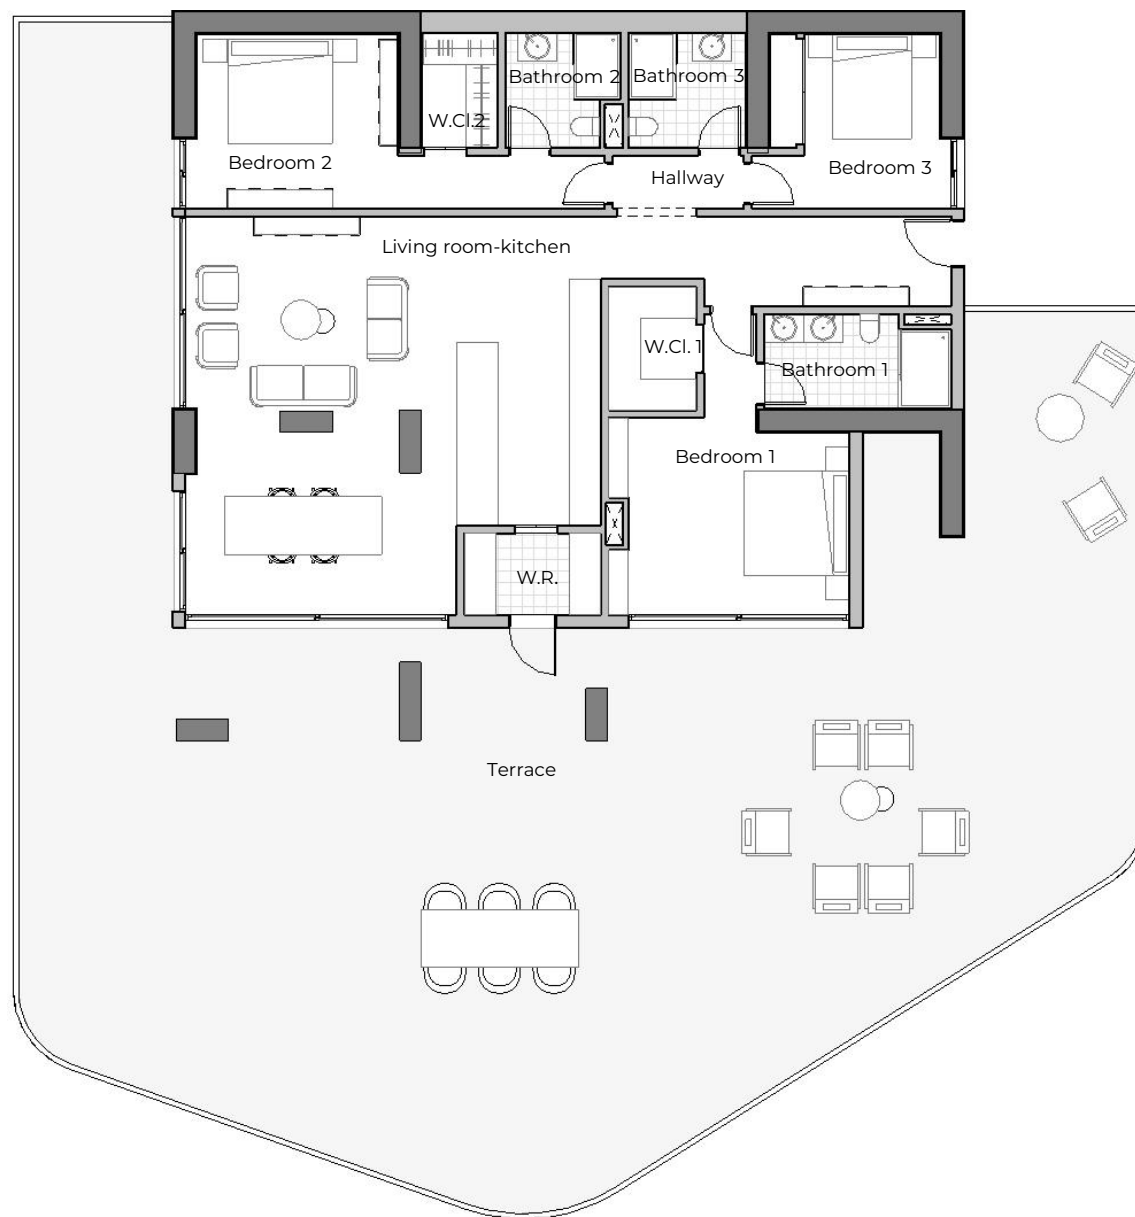 Bathroom 2
Bathroom 3
W.Cl.2
Bedroom 2
Hallway
Bedroom 3
Living room-kitchen
W.Cl. 1
Bathroom 1
Bedroom 1
W.R.
Terrace